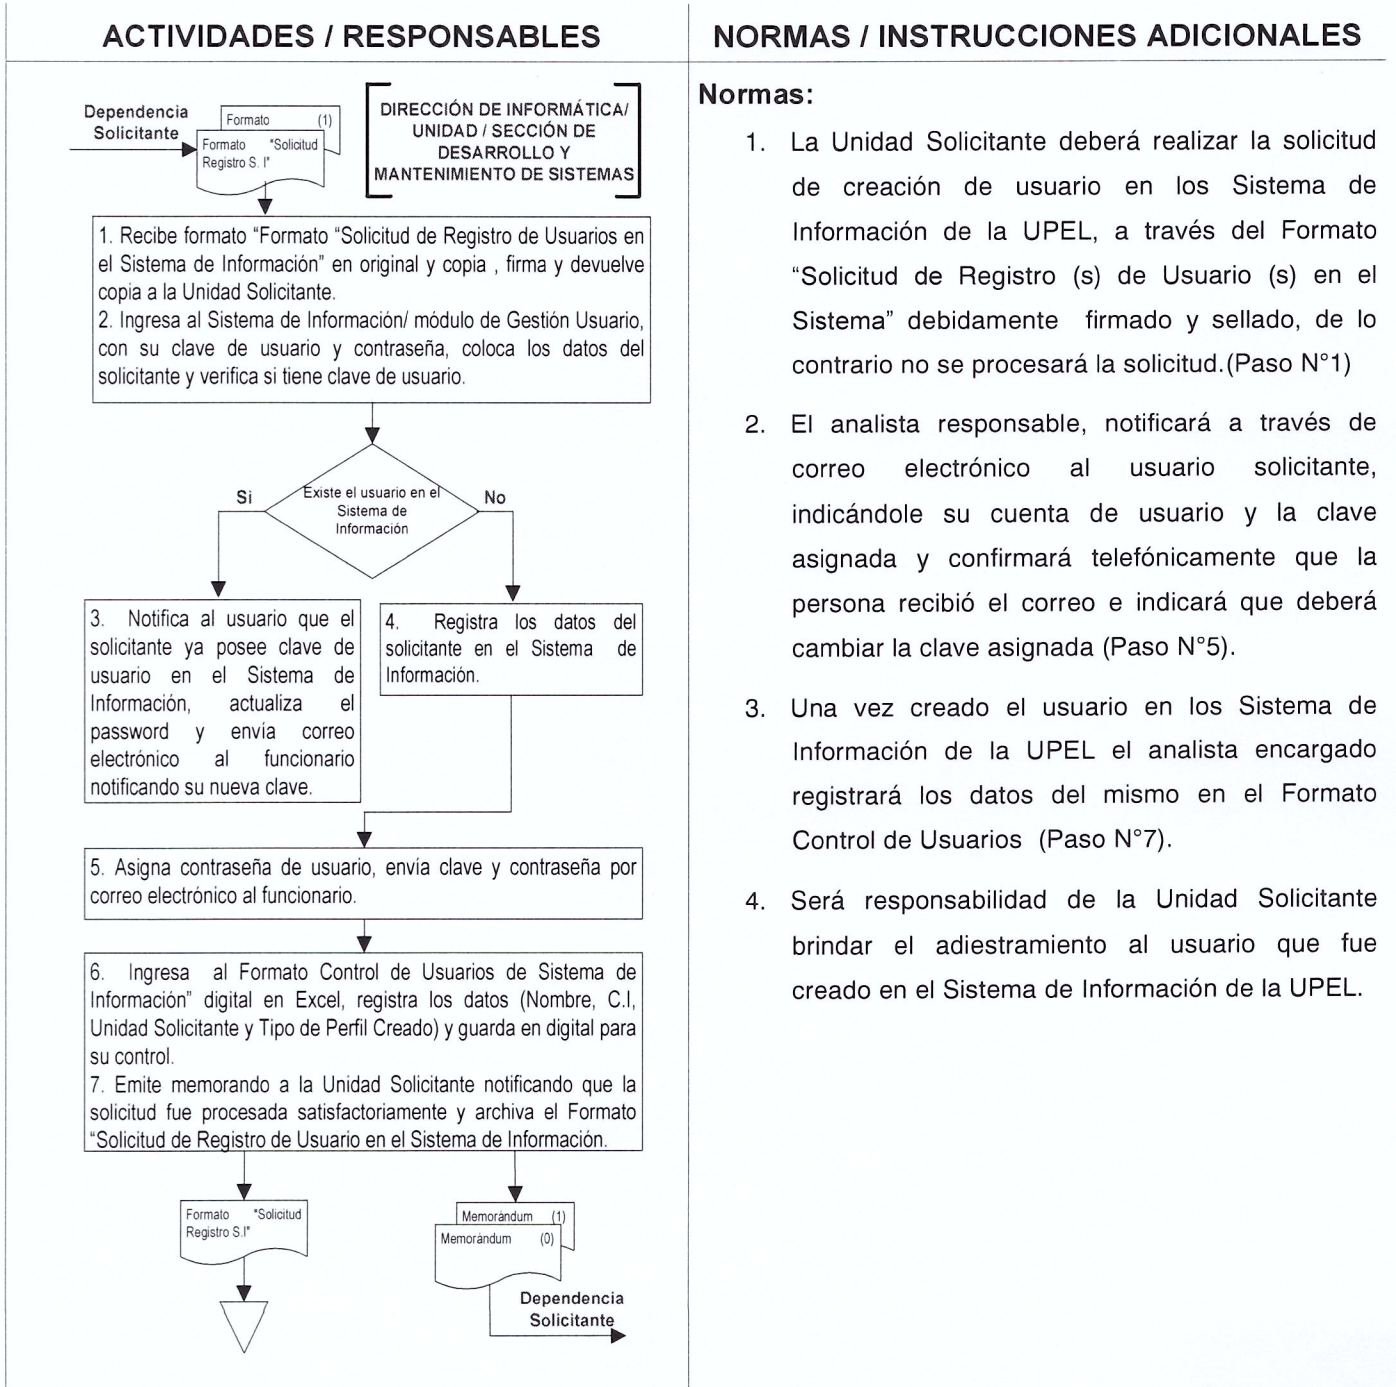 ACTIVIDADES / RESPONSABLES
Dependencia
Solicitante
Formato (1)
Formato "Solicitud
Registro S. I"
DIRECCIÓN DE INFORMÁTICA/
UNIDAD / SECCIÓN DE
DESARROLLO Y
MANTENIMIENTO DE SISTEMAS
1. Recibe formato “Formato “Solicitud de Registro de Usuarios en
el Sistema de Información” en original y copia , firma y devuelve
copia a la Unidad Solicitante.
2. Ingresa al Sistema de Información/ módulo de Gestión Usuario,
con su clave de usuario y contraseña, coloca los datos del
solicitante y verifica si tiene clave de usuario.
Existe el usuario en el
Sistema de
Información
Si
No
3. Notifica al usuario que el
solicitante ya posee clave de
usuario en el Sistema de
Información, actualiza el
password y envía correo
electrónico al funcionario
notificando su nueva clave.
4. Registra los datos del
solicitante en el Sistema de
Información.
5. Asigna contraseña de usuario, envía clave y contraseña por
correo electrónico al funcionario.
6. Ingresa al Formato Control de Usuarios de Sistema de
Información” digital en Excel, registra los datos (Nombre, C.I,
Unidad Solicitante y Tipo de Perfil Creado) y guarda en digital para
su control.
7. Emite memorando a la Unidad Solicitante notificando que la
solicitud fue procesada satisfactoriamente y archiva el Formato
“Solicitud de Registro de Usuario en el Sistema de Información.
Formato "Solicitud
Registro S.I"
Memorándum (1)
Memorándum (0)
Dependencia
Solicitante
NORMAS / INSTRUCCIONES ADICIONALES
Normas:
1. La Unidad Solicitante deberá realizar la solicitud
de creación de usuario en los Sistema de
Información de la UPEL, a través del Formato
“Solicitud de Registro (s) de Usuario (s) en el
Sistema” debidamente firmado y sellado, de lo
contrario no se procesará la solicitud.(Paso N°1)
2. El analista responsable, notificará a través de
correo electrónico al usuario solicitante,
indicándole su cuenta de usuario y la clave
asignada y confirmará telefónicamente que la
persona recibió el correo e indicará que deberá
cambiar la clave asignada (Paso N°5).
3. Una vez creado el usuario en los Sistema de
Información de la UPEL el analista encargado
registrará los datos del mismo en el Formato
Control de Usuarios (Paso N°7).
4. Será responsabilidad de la Unidad Solicitante
brindar el adiestramiento al usuario que fue
creado en el Sistema de Información de la UPEL.